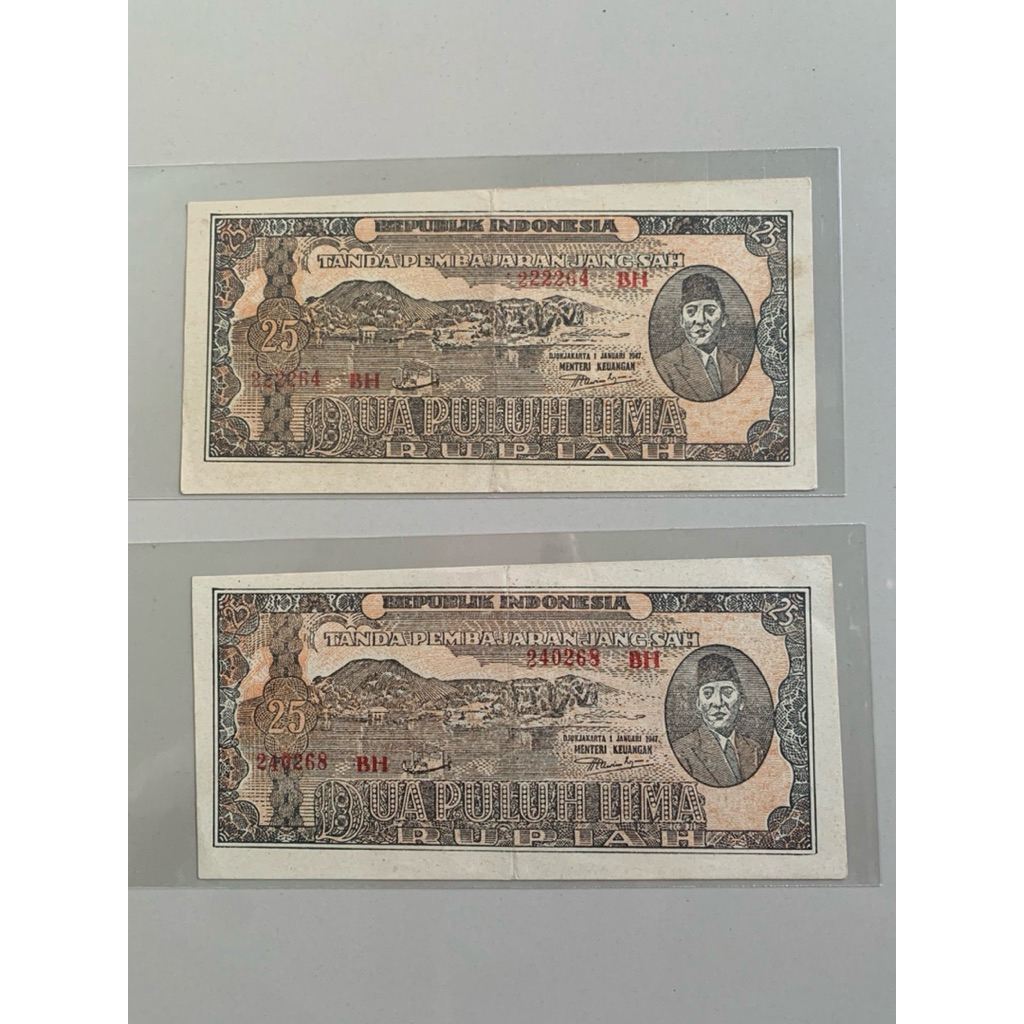 25 REPUBLIK INDONESIA 25
TANDA PEMBAJARAN JANG SAH
222264 BH
25
DJOKJAKARTA 1 JANUARI 1947.
MENTERI KEUANGAN
222264 BH
DUA PULUH LIMA
RUPIAH
25 REPUBLIK INDONESIA 25
TANDA PEMBAJARAN JANG SAH
240268 BH
25
DJOKJAKARTA 1 JANUARI 1947.
MENTERI KEUANGAN
240268 BH
DUA PULUH LIMA
RUPIAH